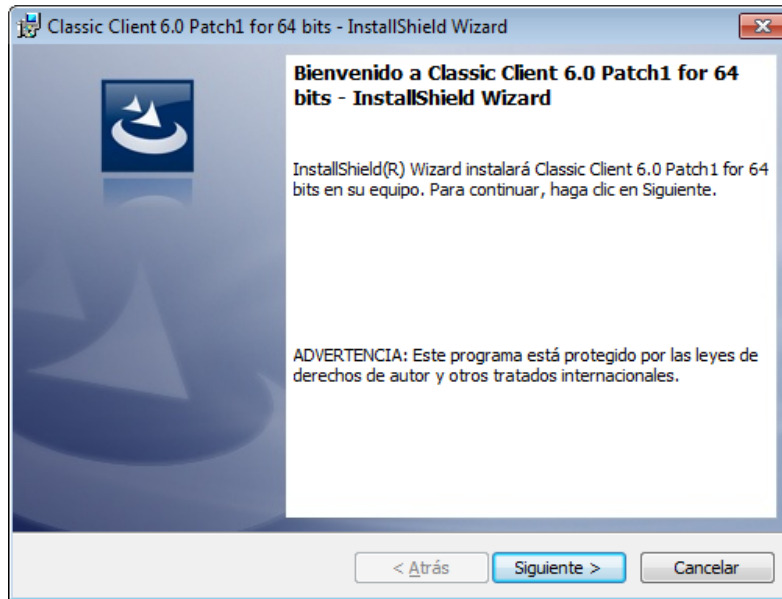 Classic Client 6.0 Patch1 for 64 bits - InstallShield Wizard
Bienvenido a Classic Client 6.0 Patch1 for 64
bits - InstallShield Wizard
InstallShield(R) Wizard instalará Classic Client 6.0 Patch1 for 64
bits en su equipo. Para continuar, haga clic en Siguiente.
ADVERTENCIA: Este programa está protegido por las leyes de
derechos de autor y otros tratados internacionales.
< Atrás
Siguiente >
Cancelar